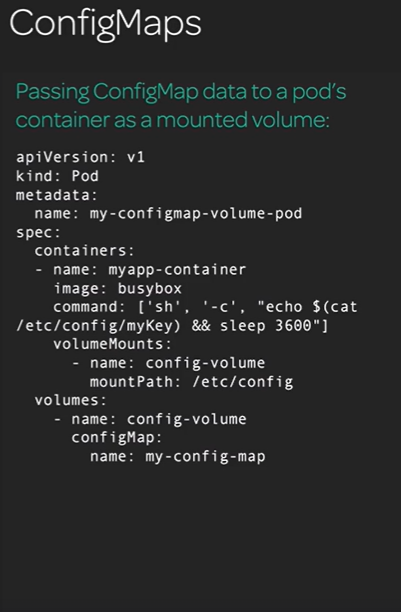 ConfigMaps
Passing ConfigMap data to a pod's
container as a mounted volume:
apiVersion: v1
kind: Pod
metadata:
  name: my-configmap-volume-pod
spec:
  containers:
  - name: myapp-container
    image: busybox
    command: ['sh', '-c', "echo $(cat
/etc/config/myKey) && sleep 3600"]
    volumeMounts:
      - name: config-volume
        mountPath: /etc/config
  volumes:
    - name: config-volume
      configMap:
        name: my-config-map